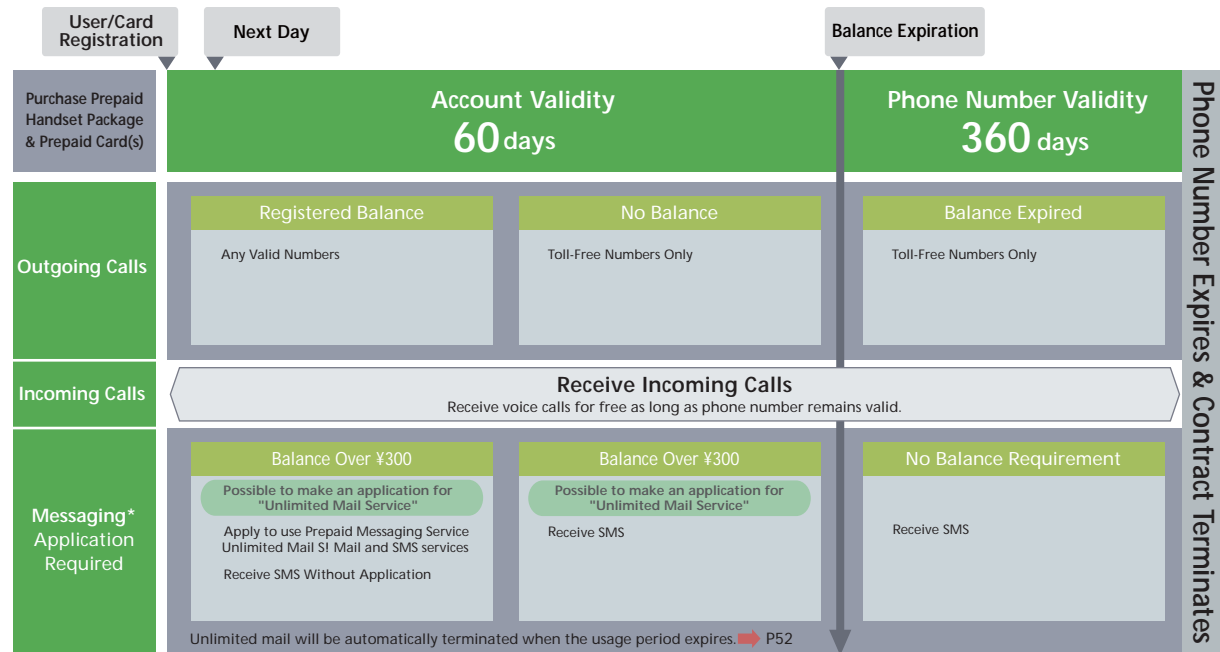 User/Card
Registration
Next Day
Balance Expiration
Purchase Prepaid
Handset Package
& Prepaid Card(s)
Account Validity
60 days
Phone Number Validity
360 days
Phone Number Expires & Contract Terminates
Outgoing Calls
Registered Balance
Any Valid Numbers
No Balance
Toll-Free Numbers Only
Balance Expired
Toll-Free Numbers Only
Incoming Calls
Receive Incoming Calls
Receive voice calls for free as long as phone number remains valid.
Messaging*
Application
Required
Balance Over ¥300
Possible to make an application for
"Unlimited Mail Service"
Apply to use Prepaid Messaging Service
Unlimited Mail S! Mail and SMS services
Receive SMS Without Application
Balance Over ¥300
Possible to make an application for
"Unlimited Mail Service"
Receive SMS
No Balance Requirement
Receive SMS
Unlimited mail will be automatically terminated when the usage period expires. P52